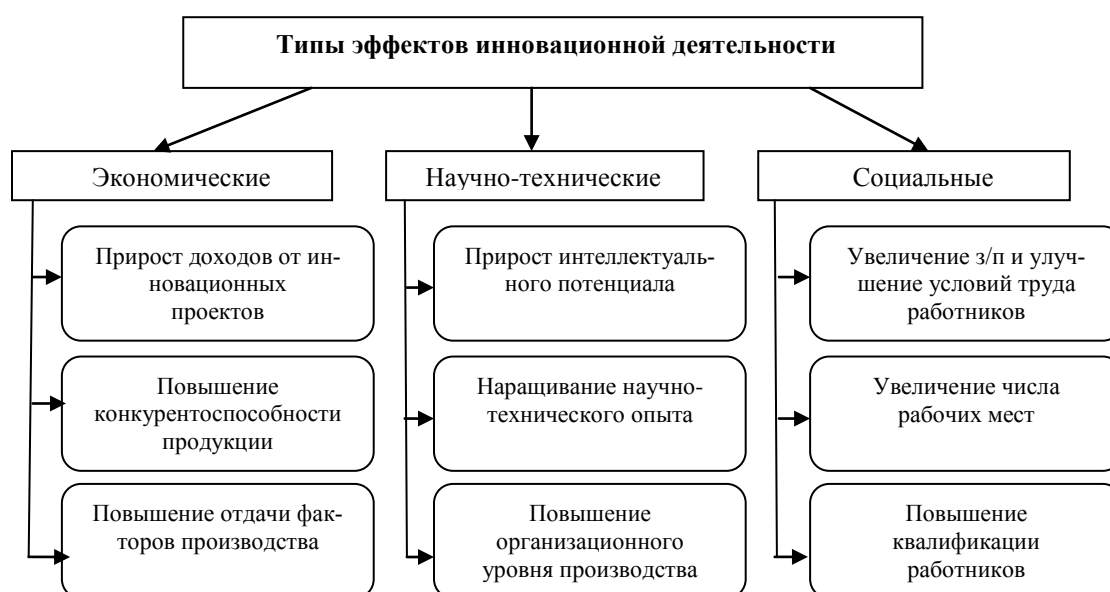 Типы эффектов инновационной деятельности
Экономические
Прирост доходов от ин-
новационных
проектов
Повышение
конкурентоспособности
продукции
Повышение отдачи фак-
торов производства
Научно-технические
Прирост интеллектуаль-
ного потенциала
Наращивание научно-
технического опыта
Повышение
организационного
уровня производства
Социальные
Увеличение з/п и улуч-
шение условий труда
работников
Увеличение числа
рабочих мест
Повышение
квалификации
работников